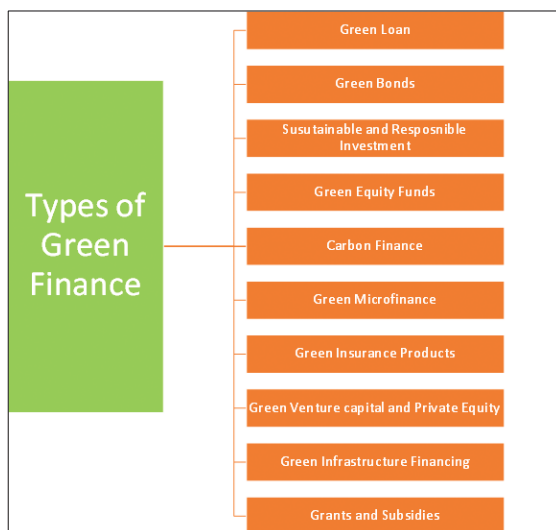 Types of
Green
Finance
Green Loan
Green Bonds
Susutainable and Resposnible
Investment
Green Equity Funds
Carbon Finance
Green Microfinance
Green Insurance Products
Green Venture capital and Private Equity
Green Infrastructure Financing
Grants and Subsidies